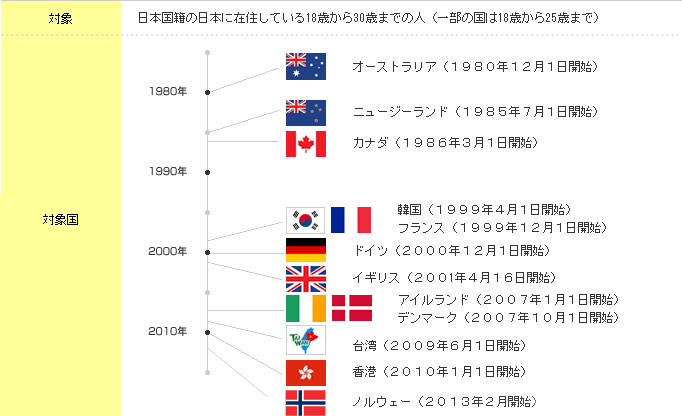 対象
日本国籍の日本に在住している18歳から30歳までの人（一部の国は18歳から25歳まで）
対象国
1980年
1990年
2000年
2010年
オーストラリア（１９８０年１２月１日開始）
ニュージーランド（１９８５年７月１日開始）
カナダ（１９８６年３月１日開始）
韓国（１９９９年４月１日開始）
フランス（１９９９年１２月１日開始）
ドイツ（２０００年１２月１日開始）
イギリス（２００１年４月１６日開始）
アイルランド（２００７年１月１日開始）
デンマーク（２００７年１０月１日開始）
TAIWAN
台湾（２００９年６月１日開始）
香港（２０１０年１月１日開始）
ノルウェー（２０１３年２月開始）